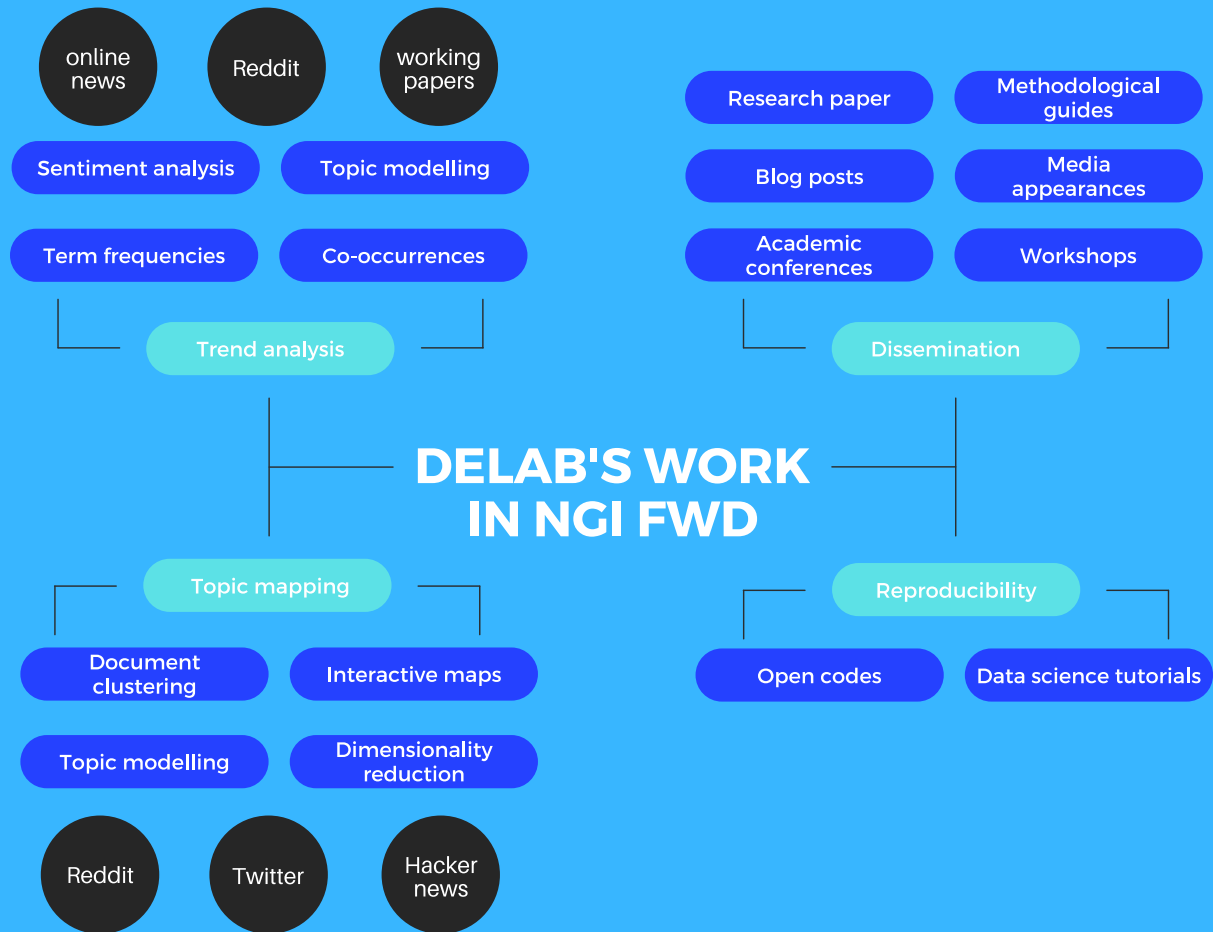 online
news
Reddit
working
papers
Sentiment analysis
Topic modelling
Term frequencies
Co-occurrences
Trend analysis
Research paper
Methodological
guides
Blog posts
Media
appearances
Academic
conferences
Workshops
Dissemination
DELAB'S WORK
IN NGI FWD
Topic mapping
Document
clustering
Interactive maps
Topic modelling
Dimensionality
reduction
Reddit
Twitter
Hacker
news
Reproducibility
Open codes
Data science tutorials